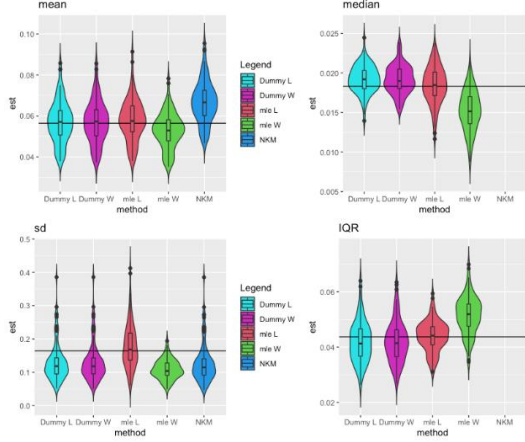 mean
0.10
0.08
0.06
0.04
est
Dummy L Dummy W mle L mle W NKM
method
Legend
Dummy L
Dummy W
mle L
mle W
NKM
median
0.025
0.020
0.015
0.010
0.005
est
Dummy L Dummy W mle L mle W NKM
method
sd
0.5
0.4
0.3
0.2
0.1
0.0
est
Dummy L Dummy W mle L mle W NKM
method
Legend
Dummy L
Dummy W
mle L
mle W
NKM
IQR
0.06
0.04
0.02
est
Dummy L Dummy W mle L mle W NKM
method